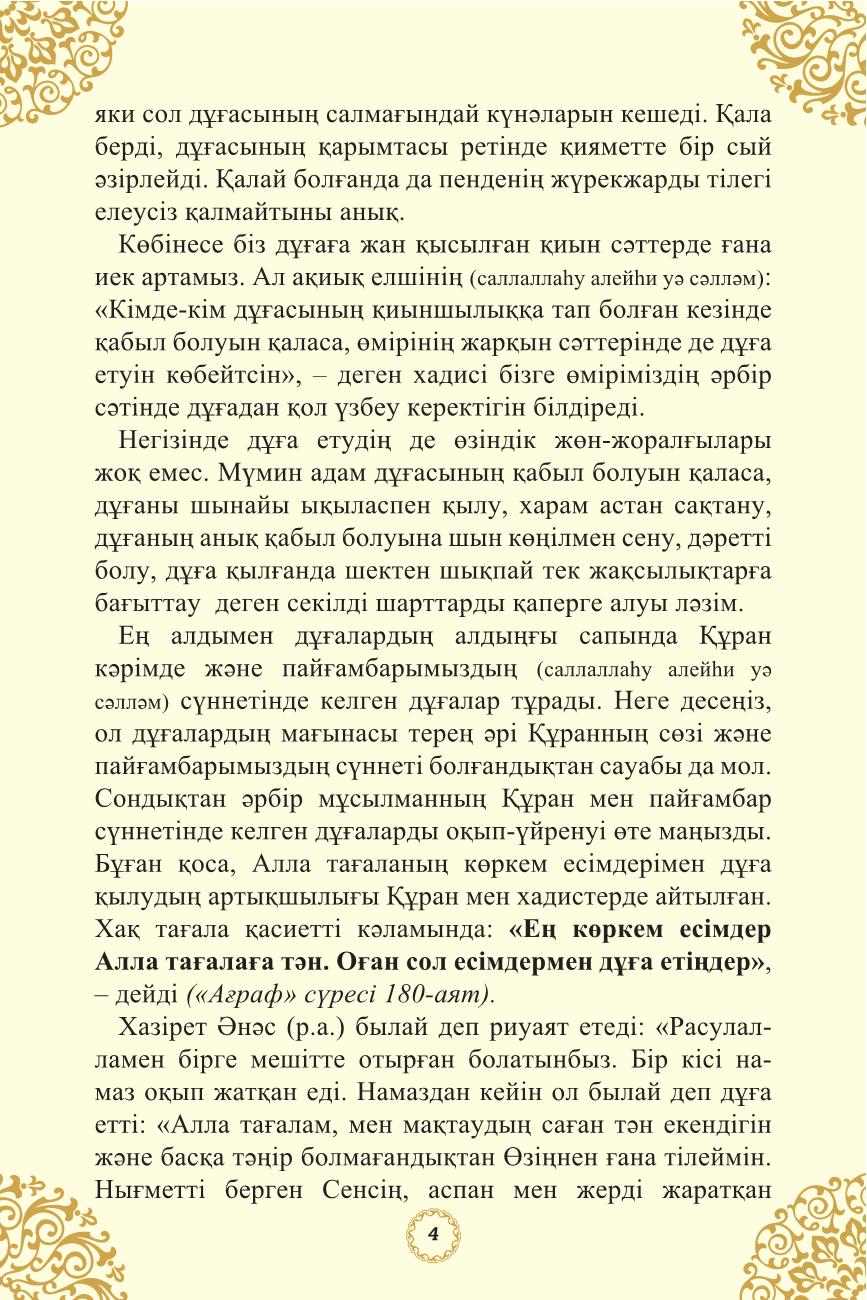 яки сол дұғасының салмағындай күнәларын кешеді. Қала
берді, дұғасының қарымтасы ретінде қияметте бір сый
әзірлейді. Қалай болғанда да пенденің жүрекжарды тілегі
елеусіз қалмайтыны анық.
Көбінесе біз дұғаға жан қысылған қиын сәттерде ғана
иек артамыз. Ал ақиық елшінің (саллаллаһу алейһи уә сәлләм):
«Кімде-кім дұғасының қиыншылыққа тап болған кезінде
қабыл болуын қаласа, өмірінің жарқын сәттерінде де дұға
етуін көбейтсін», – деген хадисі бізге өміріміздің әрбір
сәтінде дұғадан қол үзбеу керектігін білдіреді.
Негізінде дұға етудің де өзіндік жөн-жоралғылары
жоқ емес. Мүмин адам дұғасының қабыл болуын қаласа,
дұғаны шынайы ықыласпен қылу, харам астан сақтану,
дұғаның анық қабыл болуына шын көңілмен сену, дәретті
болу, дұға қылғанда шектен шықпай тек жақсылықтарға
бағыттау  деген секілді шарттарды қаперге алуы ләзім.
Ең алдымен дұғалардың алдыңғы сапында Құран
кәрімде және пайғамбарымыздың (саллаллаһу алейһи уә
сәлләм) сүннетінде келген дұғалар тұрады. Неге десеңіз,
ол дұғалардың мағынасы терең әрі Құранның сөзі және
пайғамбарымыздың сүннеті болғандықтан сауабы да мол.
Сондықтан әрбір мұсылманның Құран мен пайғамбар
сүннетінде келген дұғаларды оқып-үйренуі өте маңызды.
Бұған қоса, Алла тағаланың көркем есімдерімен дұға
қылудың артықшылығы Құран мен хадистерде айтылған.
Хақ тағала қасиетті кәламында: «Ең көркем есімдер
Алла тағалаға тән. Оған сол есімдермен дұға етіңдер»,
– дейді («Ағраф» сүресі 180-аят).
Хазірет Әнәс (р.а.) былай деп риуаят етеді: «Расулал-
ламен бірге мешітте отырған болатынбыз. Бір кісі на-
маз оқып жатқан еді. Намаздан кейін ол былай деп дұға
етті: «Алла тағалам, мен мақтаудың саған тән екендігін
және басқа тәңір болмағандықтан Өзіңнен ғана тілеймін.
Нығметті берген Сенсің, аспан мен жерді жаратқан
4